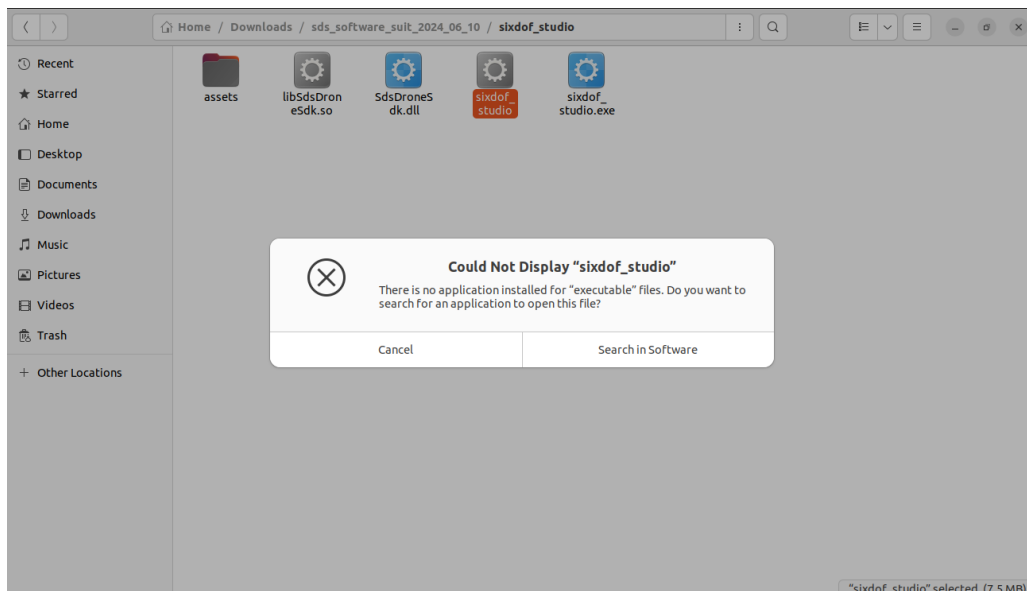 Home / Downloads / sds_software_suit_2024_06_10 / sixdof_studio
Recent
Starred
Home
Desktop
Documents
Downloads
Music
Pictures
Videos
Trash
+ Other Locations
assets
libSdsDron
eSdk.so
SdsDroneS
dk.dll
sixdof_
studio
sixdof_
studio.exe
Could Not Display “sixdof_studio”
There is no application installed for “executable” files. Do you want to
search for an application to open this file?
Cancel
Search in Software
“sixdof_studio” selected (7.5 MB)